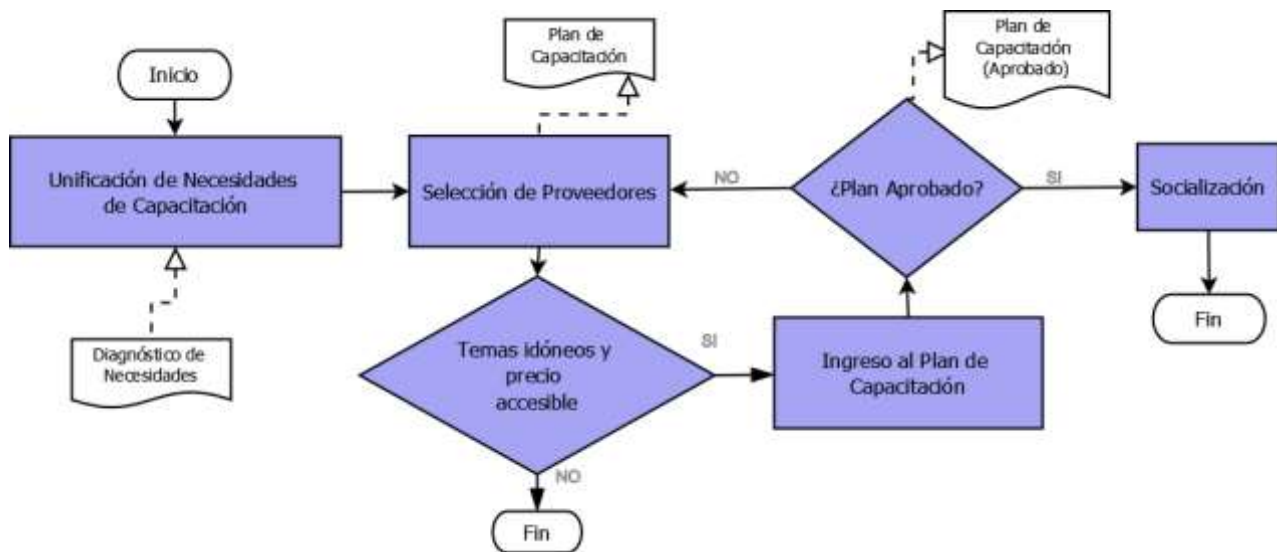 Inicio
Unificación de Necesidades
de Capacitación
Diagnóstico de
Necesidades
Plan de
Capacitación
Selección de Proveedores
Temas idóneos y
precio
accesible
NO
Fin
SI
Ingreso al Plan de
Capacitación
¿Plan Aprobado?
NO
Plan de
Capacitación
(Aprobado)
SI
Socialización
Fin